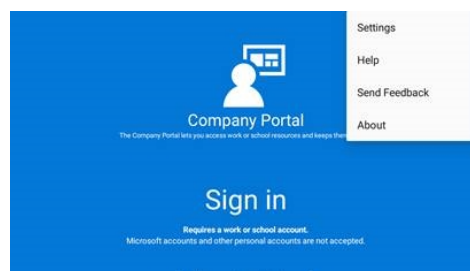 Settings
Help
Send Feedback
About
Company Portal
The Company Portal lets you access work or school resources and keeps
Sign in
Requires a work or school account.
Microsoft accounts and other personal accounts are not accepted.